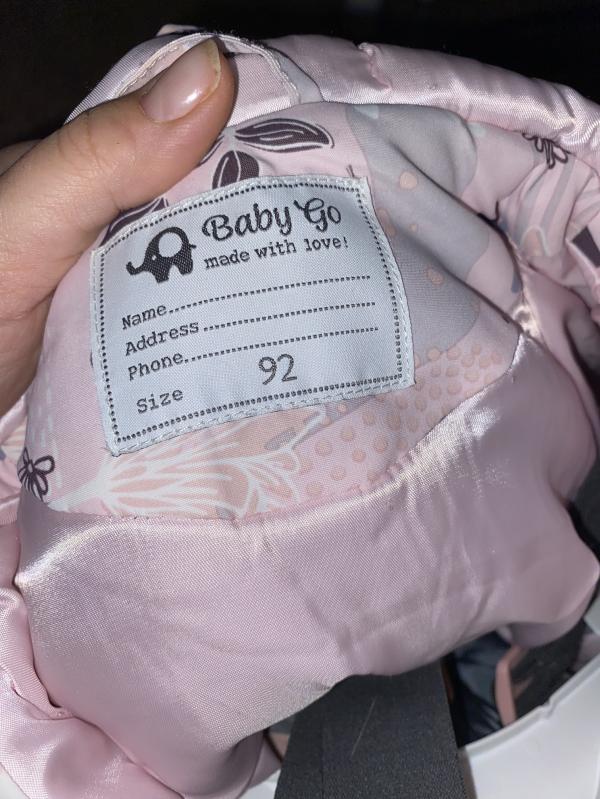 Baby Go
made with love!
Name
Address
Phone
Size 92